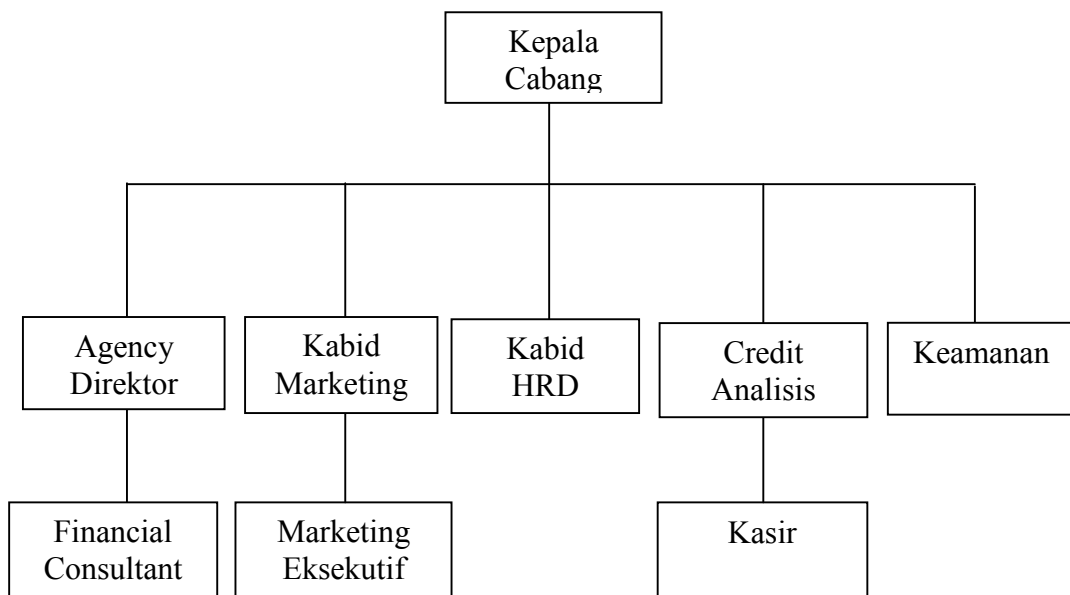 Kepala
Cabang
Agency
Direktor
Kabid
Marketing
Kabid
HRD
Credit
Analisis
Keamanan
Financial
Consultant
Marketing
Eksekutif
Kasir